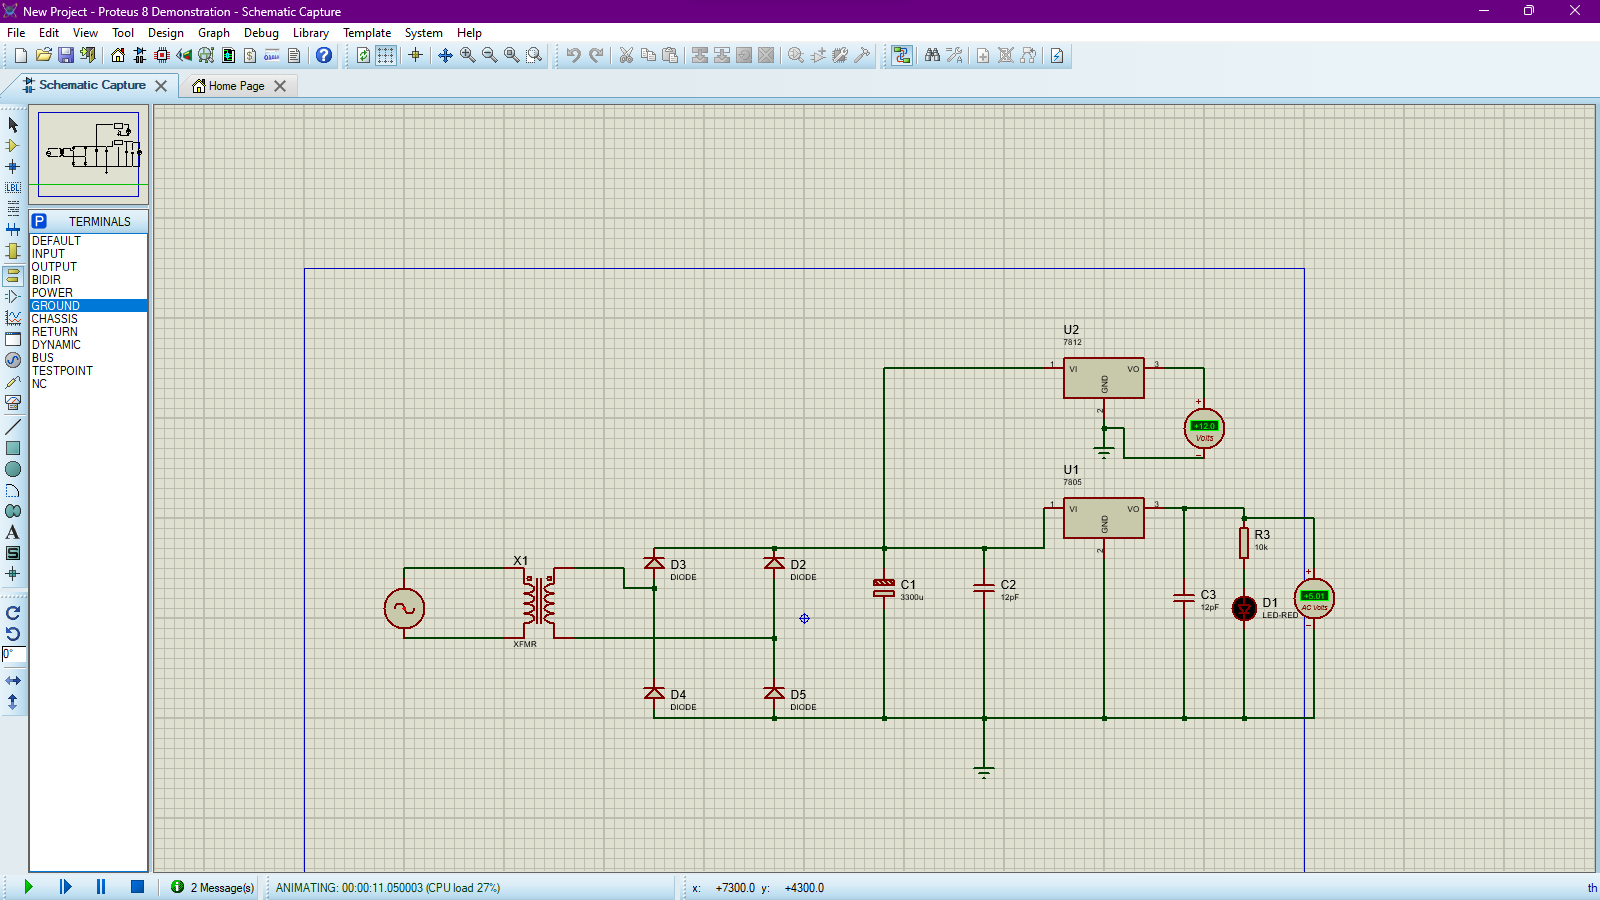 New Project - Proteus 8 Demonstration - Schematic Capture
File Edit View Tool Design Graph Debug Library Template System Help
Schematic Capture
Home Page
LBL
A
S
0°
P TERMINALS
DEFAULT
INPUT
OUTPUT
BIDIR
POWER
GROUND
CHASSIS
RETURN
DYNAMIC
BUS
TESTPOINT
NC
U2
7812
1 VI VO 3
GND
2
+
+12.0
Volts
-
U1
7805
1 VI VO 3
GND
2
X1
XFMR
D3
DIODE
D2
DIODE
D4
DIODE
D5
DIODE
C1
3300u
C2
12pF
C3
12pF
R3
10k
D1
LED-RED
+
+5.01
AC Volts
-
2 Message(s)
ANIMATING: 00:00:11.050003 (CPU load 27%)
x: +7300.0 y: +4300.0
th